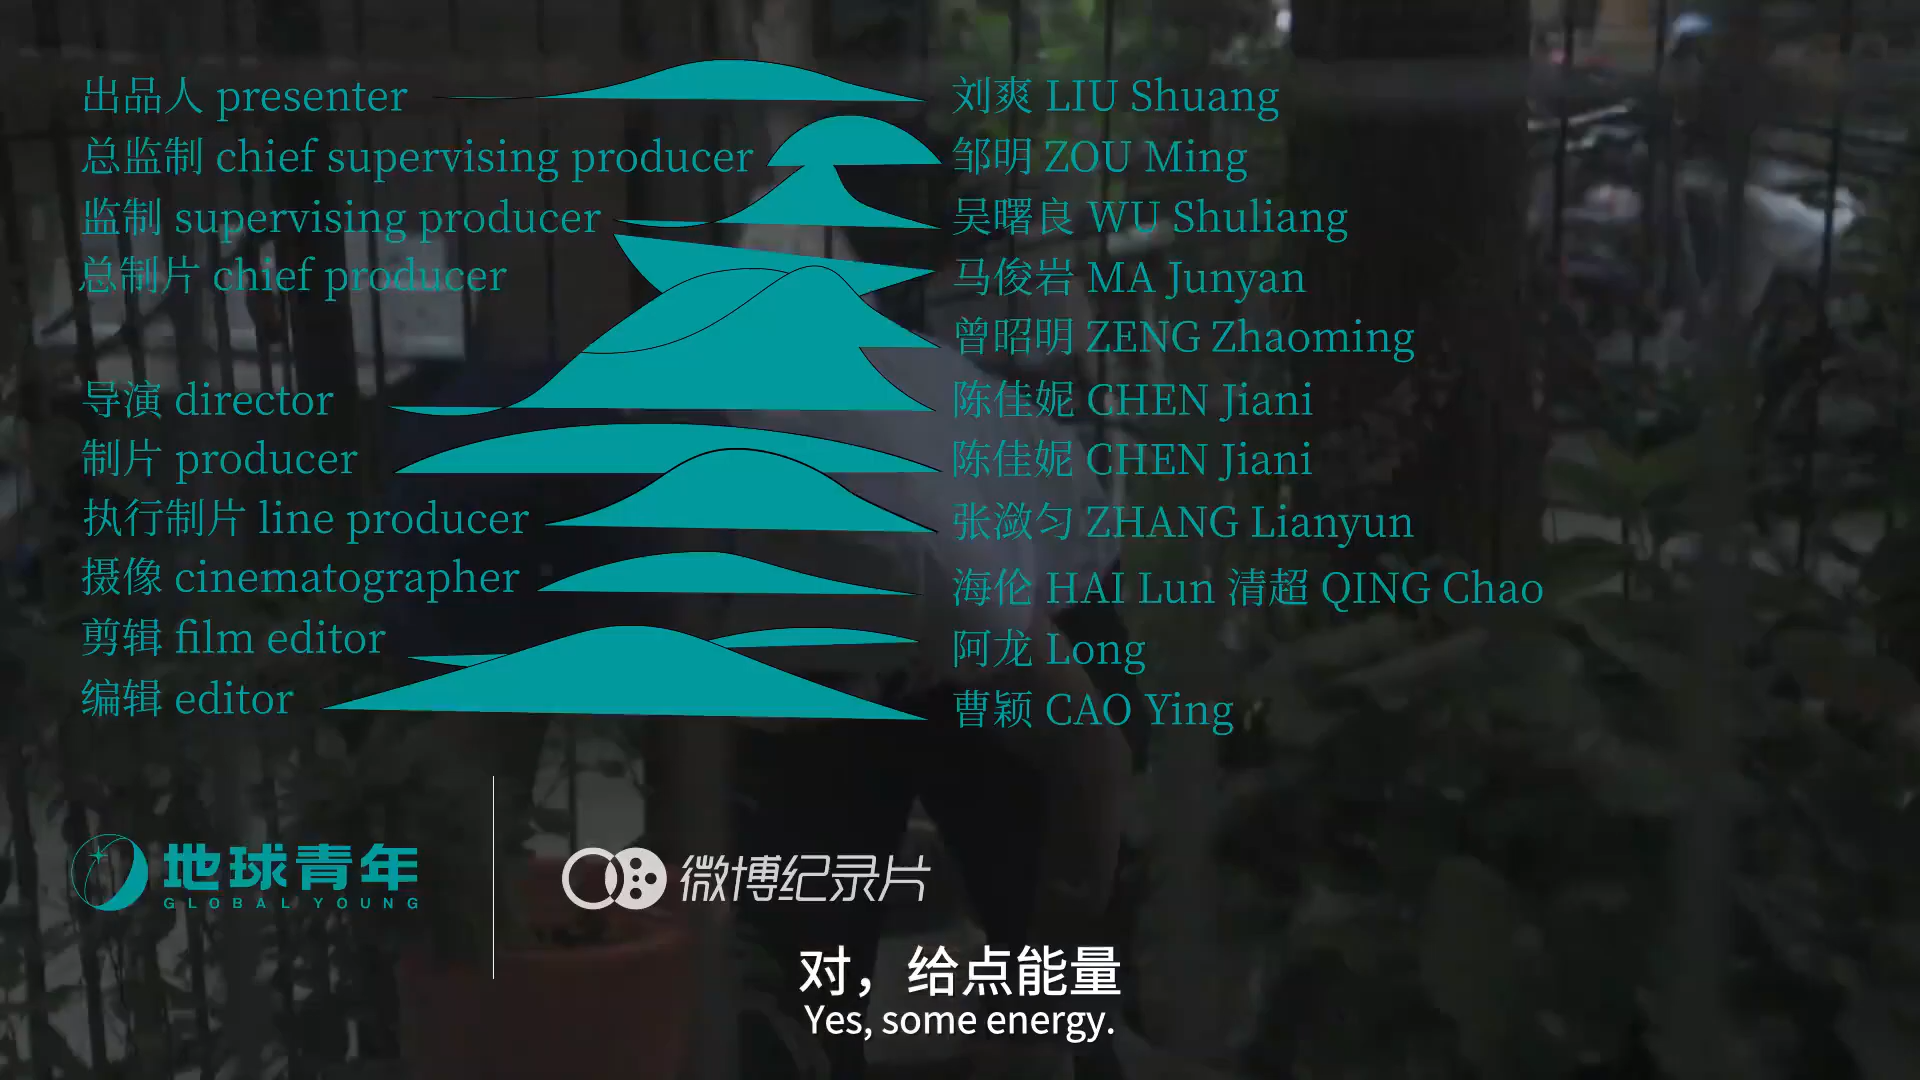 出品人 presenter 刘爽 LIU Shuang
总监制 chief supervising producer 邹明 ZOU Ming
监制 supervising producer 吴曙良 WU Shuliang
总制片 chief producer 马俊岩 MA Junyan
曾昭明 ZENG Zhaoming
导演 director 陈佳妮 CHEN Jiani
制片 producer 陈佳妮 CHEN Jiani
执行制片 line producer 张潋匀 ZHANG Lianyun
摄像 cinematographer 海伦 HAI Lun 清超 QING Chao
剪辑 film editor 阿龙 Long
编辑 editor 曹颖 CAO Ying
地球青年
GLOBAL YOUNG
微博纪录片
对，给点能量
Yes, some energy.